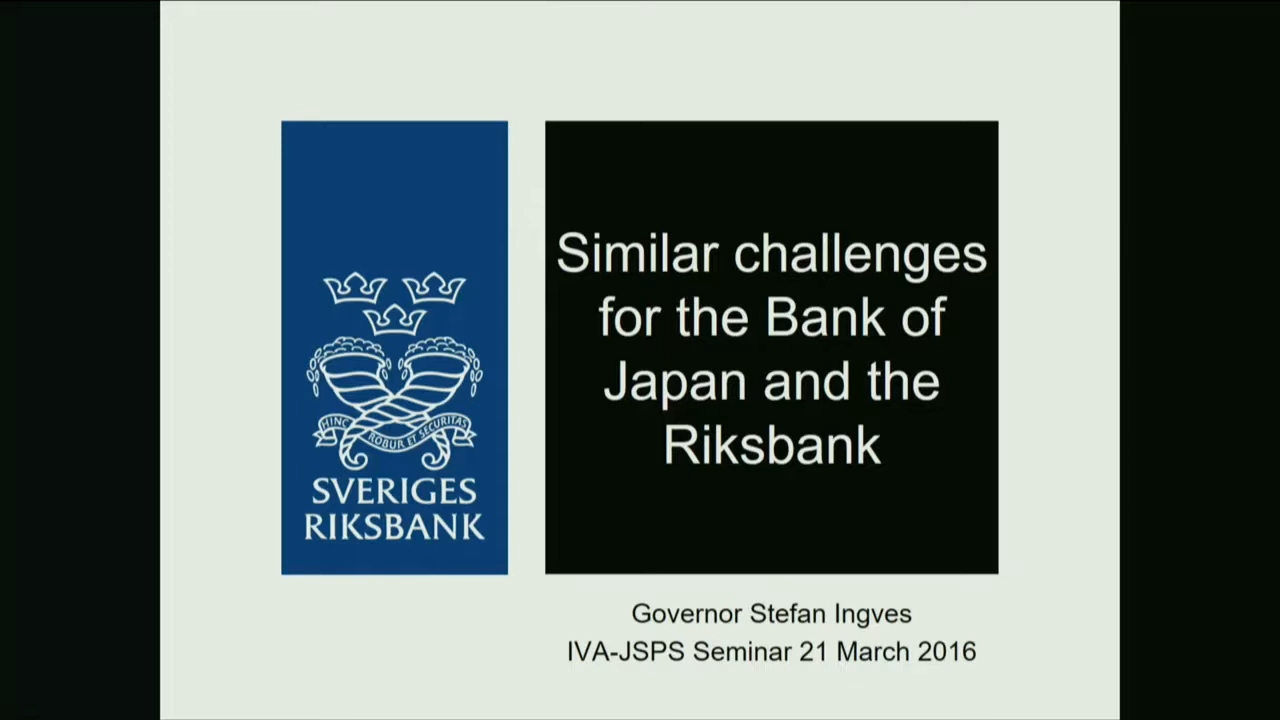 Similar challenges
for the Bank of
Japan and the
Riksbank
HINC ROBUR ET SECURITAS
SVERIGES
RIKSBANK
Governor Stefan Ingves
IVA-JSPS Seminar 21 March 2016